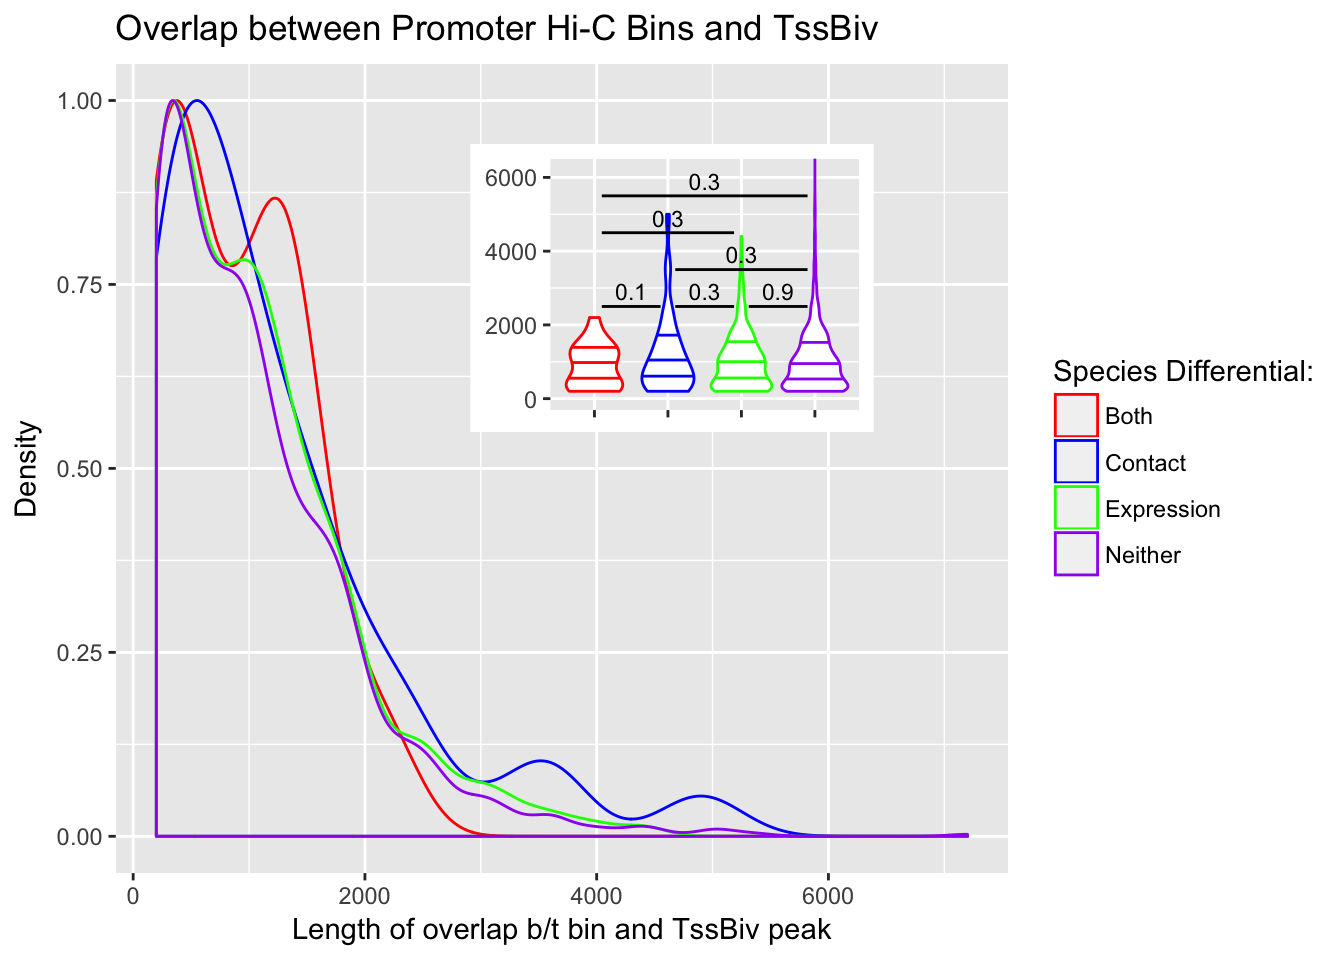 Overlap between Promoter Hi-C Bins and TssBiv
1.00
0.75
0.50
0.25
0.00
Density
0
2000
4000
6000
Length of overlap b/t bin and TssBiv peak
6000
4000
2000
0
0.3
0.3
0.3
0.1
0.3
0.9
Species Differential:
Both
Contact
Expression
Neither